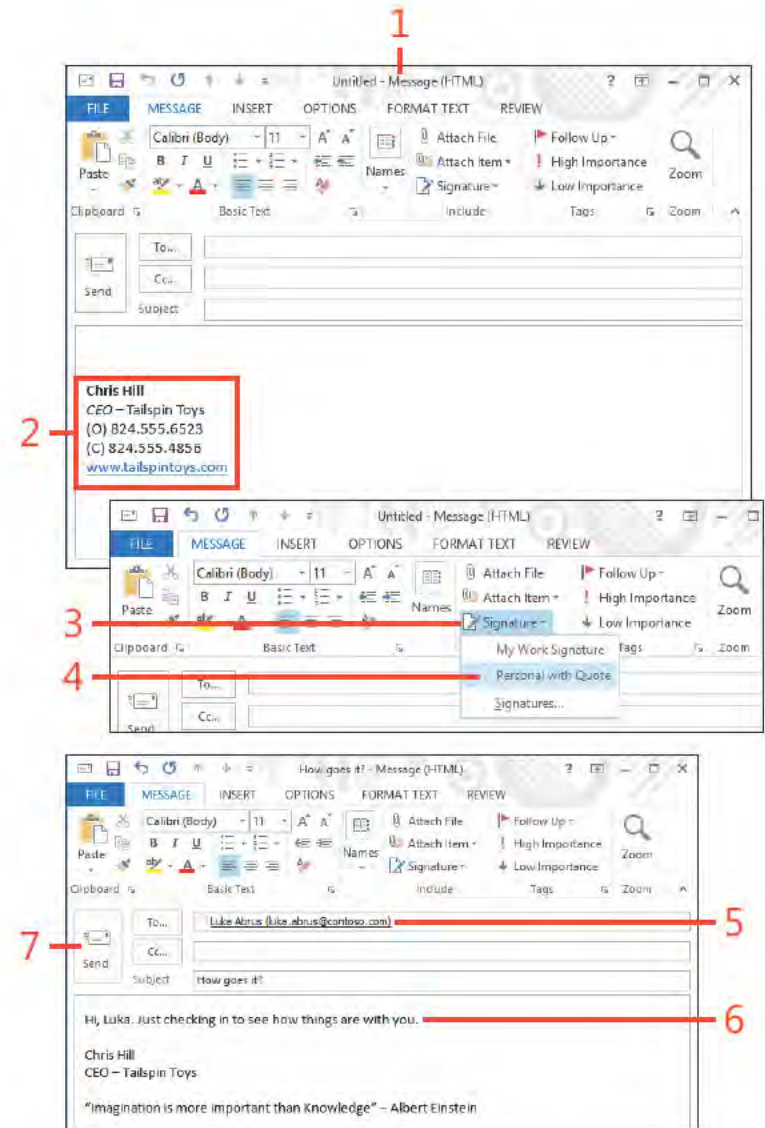 1
Untitled - Message (HTML)
FILE MESSAGE INSERT OPTIONS FORMAT TEXT REVIEW
Calibri (Body) 11 A A Attach File Follow Up
Paste B I U Names Attach Item High Importance Zoom
aby A Signature Low Importance
Clipboard Basic Text Include Tags Zoom
To...
Cc...
Send
Subject
2
Chris Hill
CEO – Tailspin Toys
(O) 824.555.6523
(C) 824.555.4856
www.tailspintoys.com
Untitled - Message (HTML)
FILE MESSAGE INSERT OPTIONS FORMAT TEXT REVIEW
Calibri (Body) 11 A A Attach File Follow Up
Paste B I U Names Attach Item High Importance Zoom
3
Signature Low Importance
Clipboard Basic Text Tags Zoom
My Work Signature
4
Personal with Quote
Signatures...
To...
Cc...
Send
How goes it? - Message (HTML)
FILE MESSAGE INSERT OPTIONS FORMAT TEXT REVIEW
Calibri (Body) 11 A A Attach File Follow Up
Paste B I U Names Attach Item High Importance Zoom
aby A Signature Low Importance
Clipboard Basic Text Include Tags Zoom
To... Luka Abrus (luka.abrus@contoso.com)
5
7
Cc...
Send
Subject How goes it?
Hi, Luka. Just checking in to see how things are with you.
6
Chris Hill
CEO – Tailspin Toys
“Imagination is more important than Knowledge” – Albert Einstein